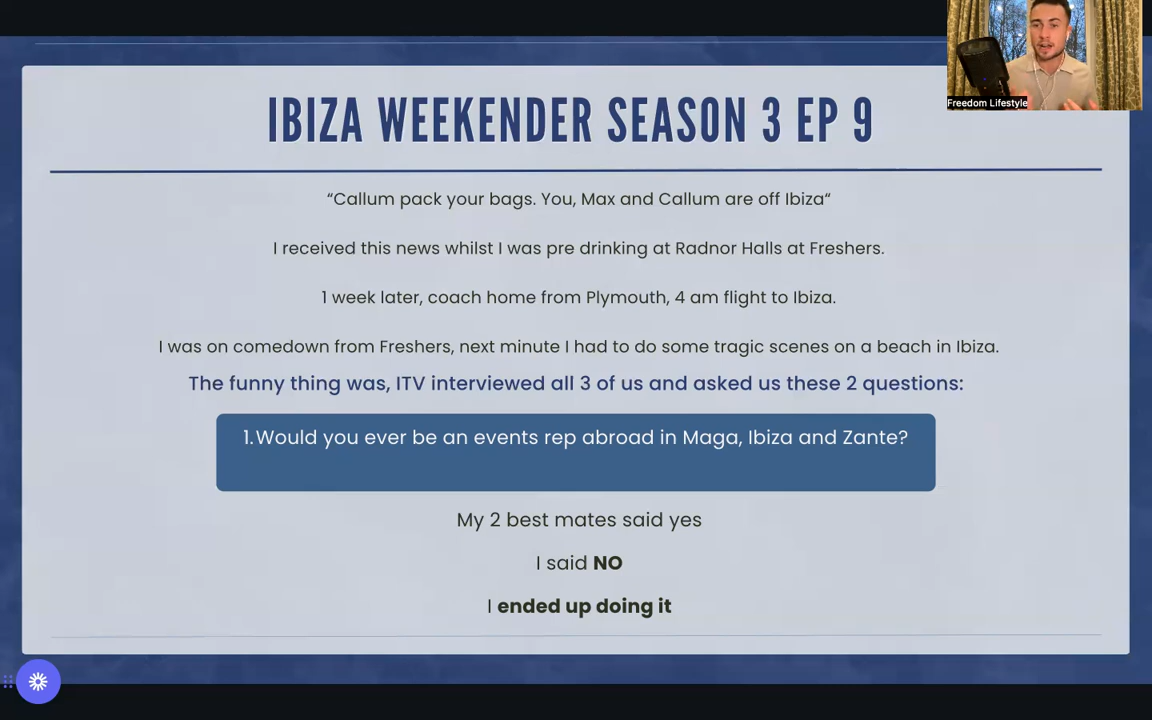 Freedom Lifestyle
IBIZA WEEKENDER SEASON 3 EP 9
“Callum pack your bags. You, Max and Callum are off Ibiza“
I received this news whilst I was pre drinking at Radnor Halls at Freshers.
1 week later, coach home from Plymouth, 4 am flight to Ibiza.
I was on comedown from Freshers, next minute I had to do some tragic scenes on a beach in Ibiza.
The funny thing was, ITV interviewed all 3 of us and asked us these 2 questions:
1.Would you ever be an events rep abroad in Maga, Ibiza and Zante?
My 2 best mates said yes
I said NO
I ended up doing it